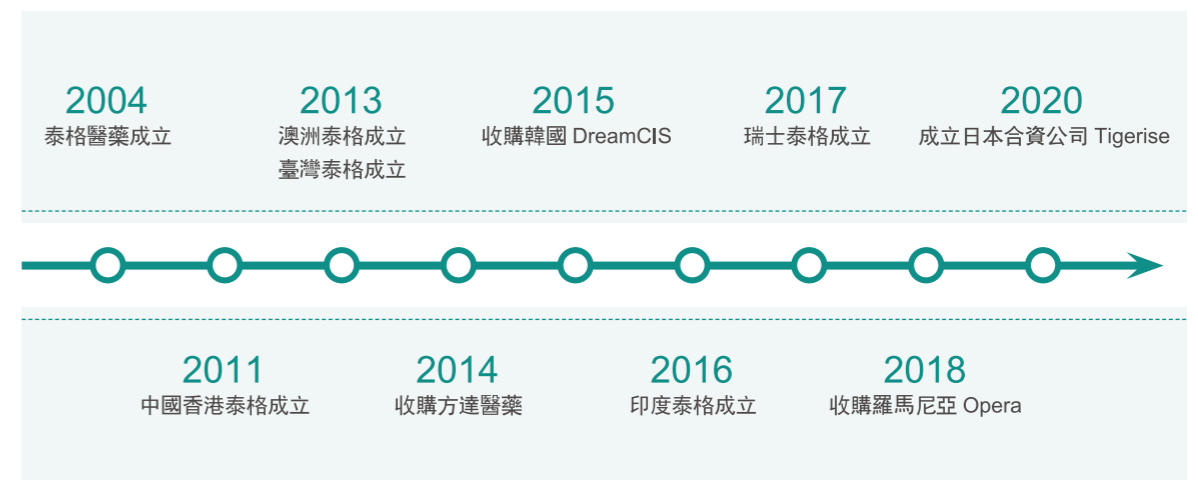 2004
泰格醫藥成立
2013
澳洲泰格成立
臺灣泰格成立
2015
收購韓國 DreamCIS
2017
瑞士泰格成立
2020
成立日本合資公司 Tigerise
2011
中國香港泰格成立
2014
收購方達醫藥
2016
印度泰格成立
2018
收購羅馬尼亞 Opera